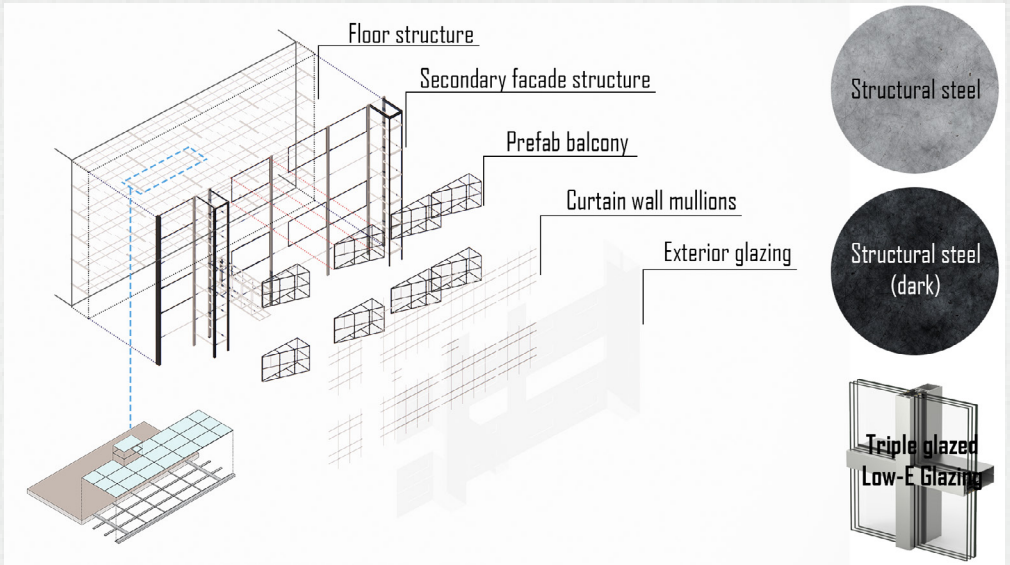 Floor structure
Secondary facade structure
Prefab balcony
Curtain wall mullions
Exterior glazing
Structural steel
Structural steel
(dark)
Triple glazed
Low-E Glazing